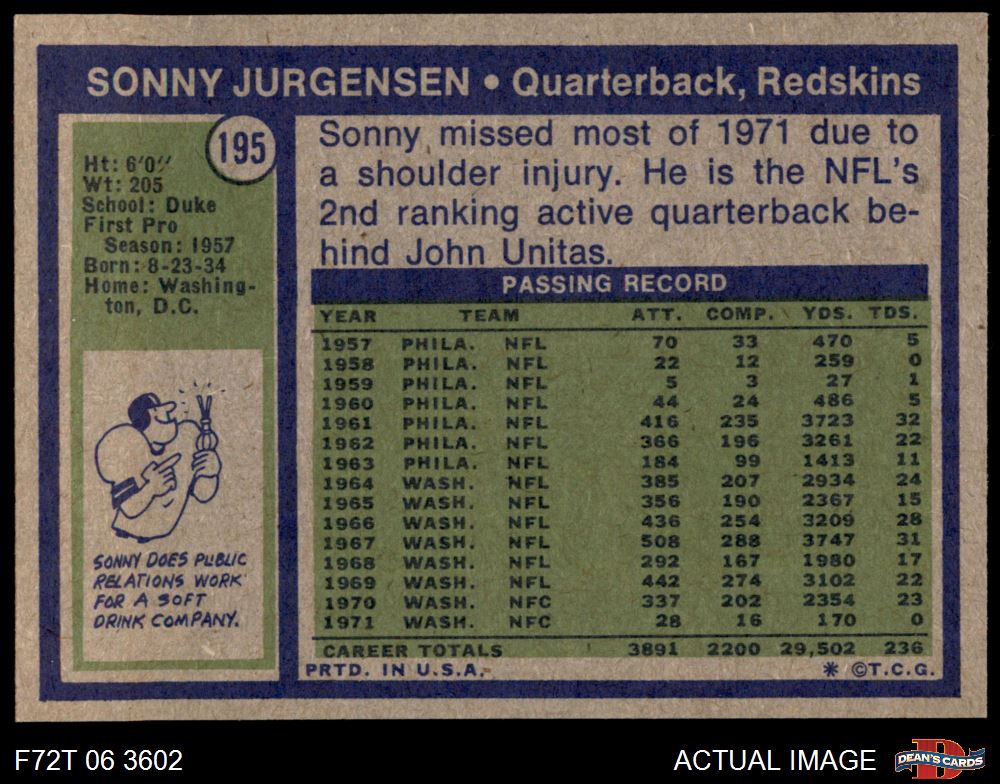 SONNY JURGENSEN • Quarterback, Redskins
195
Ht: 6'0"
Wt: 205
School: Duke
First Pro
Season: 1957
Born: 8-23-34
Home: Washing-
ton, D.C.
SONNY DOES PUBLIC
RELATIONS WORK
FOR A SOFT
DRINK COMPANY.
Sonny missed most of 1971 due to
a shoulder injury. He is the NFL's
2nd ranking active quarterback be-
hind John Unitas.
PASSING RECORD
YEAR TEAM ATT. COMP. YDS. TDS.
1957 PHILA. NFL 70 33 470 5
1958 PHILA. NFL 22 12 259 0
1959 PHILA. NFL 5 3 27 1
1960 PHILA. NFL 44 24 486 5
1961 PHILA. NFL 416 235 3723 32
1962 PHILA. NFL 366 196 3261 22
1963 PHILA. NFL 184 99 1413 11
1964 WASH. NFL 385 207 2934 24
1965 WASH. NFL 356 190 2367 15
1966 WASH. NFL 436 254 3209 28
1967 WASH. NFL 508 288 3747 31
1968 WASH. NFL 292 167 1980 17
1969 WASH. NFL 442 274 3102 22
1970 WASH. NFC 337 202 2354 23
1971 WASH. NFC 28 16 170 0
CAREER TOTALS 3891 2200 29,502 236
PRTD. IN U.S.A. * ©T.C.G.
F72T 06 3602
ACTUAL IMAGE
DEAN'S CARDS